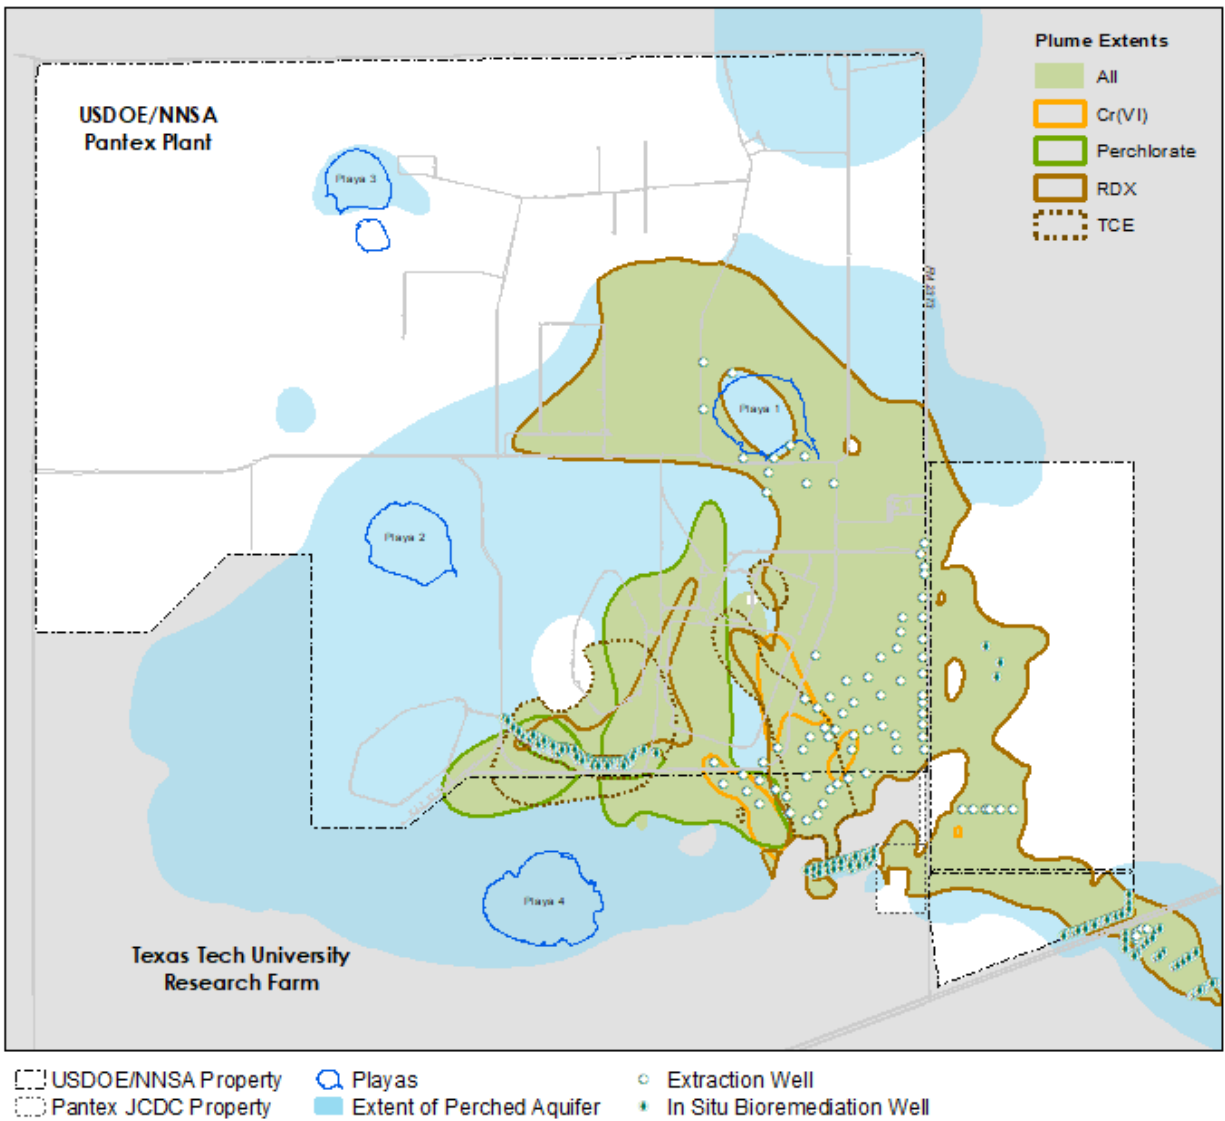 USDOE/NNSA
Pantex Plant
Plume Extents
All
Cr(VI)
Perchlorate
RDX
TCE
Playa 3
FM 2373
Playa 1
Playa 2
Playa 4
Texas Tech University
Research Farm
USDOE/NNSA Property
Playas
Extraction Well
Pantex JCDC Property
Extent of Perched Aquifer
In Situ Bioremediation Well